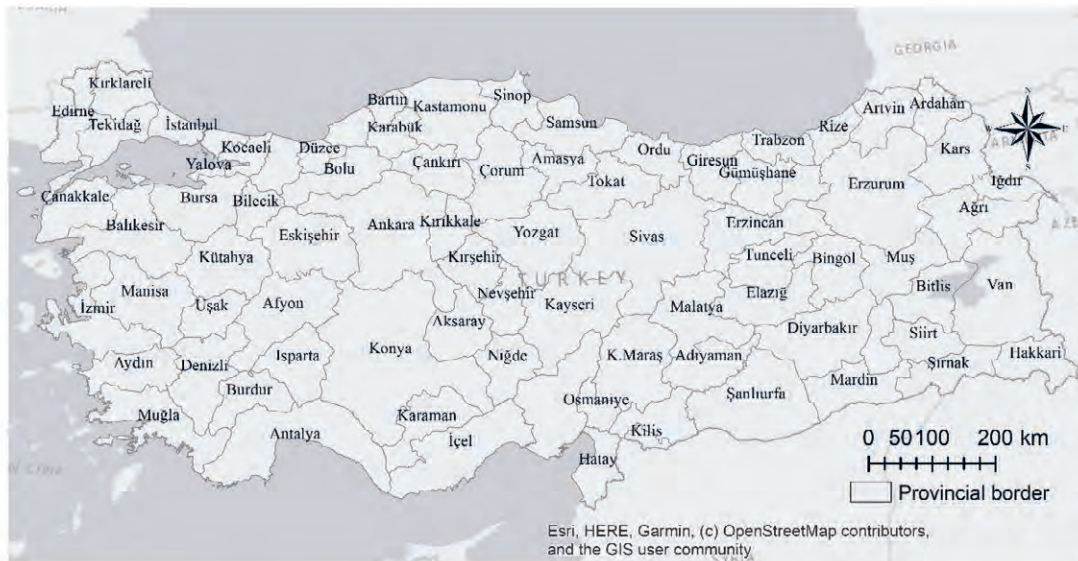 GEORGIA
Kırklareli
Edirne
Tekidağ
İstanbul
Kocaeli
Yalova
Düzce
Bolu
Bartın
Karabük
Kastamonu
Sinop
Samsun
Çankırı
Çorum
Amasya
Tokat
Ordu
Giresun
Gümüşhane
Trabzon
Rize
Artvin
Ardahan
Kars
N
W
E
S
Erzurum
Iğdır
Ağrı
Çanakkale
Balıkesir
Bursa
Bilecik
Eskişehir
Ankara
Kırıkkale
Yozgat
Sivas
Erzincan
Kütahya
Kırşehir
Tunceli
Bingöl
Muş
TURKEY
İzmir
Manisa
Uşak
Afyon
Nevşehir
Kayseri
Malatya
Elazığ
Bitlis
Van
Aksaray
Diyarbakır
Siirt
Aydın
Denizli
Isparta
Konya
Niğde
K.Maraş
Adıyaman
Şırnak
Hakkari
Burdur
Mardin
Şanlıurfa
Osmaniye
Muğla
Karaman
Kilis
Antalya
İçel
Hatay
0 50 100 200 km
Provincial border
Esri, HERE, Garmin, (c) OpenStreetMap contributors,
and the GIS user community
SYRIA